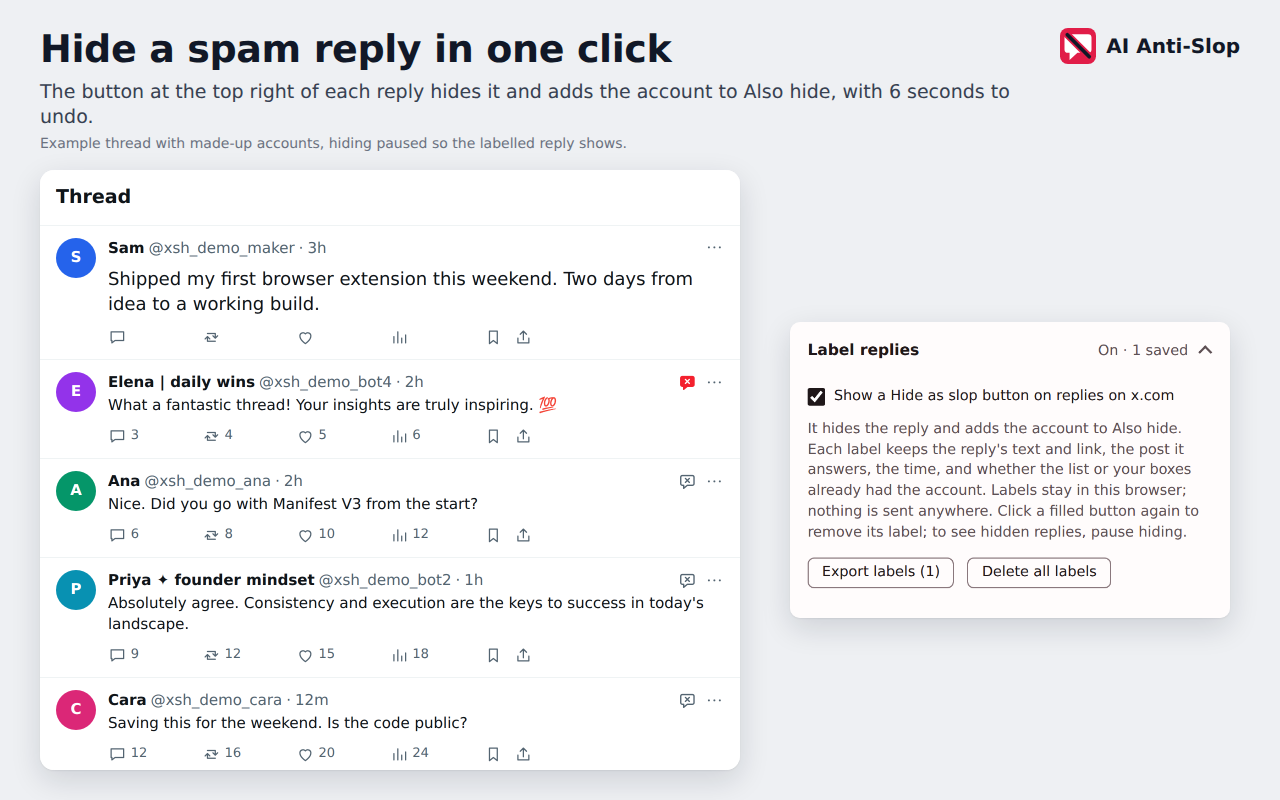 Hide a spam reply in one click
AI Anti-Slop
The button at the top right of each reply hides it and adds the account to Also hide, with 6 seconds to
undo.
Example thread with made-up accounts, hiding paused so the labelled reply shows.
Thread
S
Sam @xsh_demo_maker · 3h
Shipped my first browser extension this weekend. Two days from
idea to a working build.
E
Elena | daily wins @xsh_demo_bot4 · 2h
What a fantastic thread! Your insights are truly inspiring. 💯
3 4 5 6
A
Ana @xsh_demo_ana · 2h
Nice. Did you go with Manifest V3 from the start?
6 8 10 12
P
Priya ✦ founder mindset @xsh_demo_bot2 · 1h
Absolutely agree. Consistency and execution are the keys to success in today's
landscape.
9 12 15 18
C
Cara @xsh_demo_cara · 12m
Saving this for the weekend. Is the code public?
12 16 20 24
Label replies
On · 1 saved
Show a Hide as slop button on replies on x.com
It hides the reply and adds the account to Also hide.
Each label keeps the reply's text and link, the post it
answers, the time, and whether the list or your boxes
already had the account. Labels stay in this browser;
nothing is sent anywhere. Click a filled button again to
remove its label; to see hidden replies, pause hiding.
Export labels (1)
Delete all labels